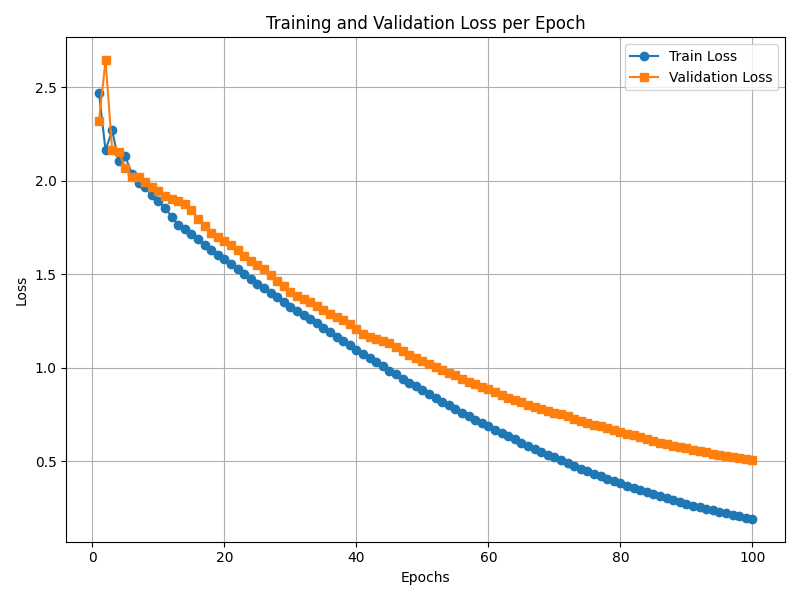 Training and Validation Loss per Epoch
Train Loss
Validation Loss
Loss
2.5
2.0
1.5
1.0
0.5
0 20 40 60 80 100
Epochs